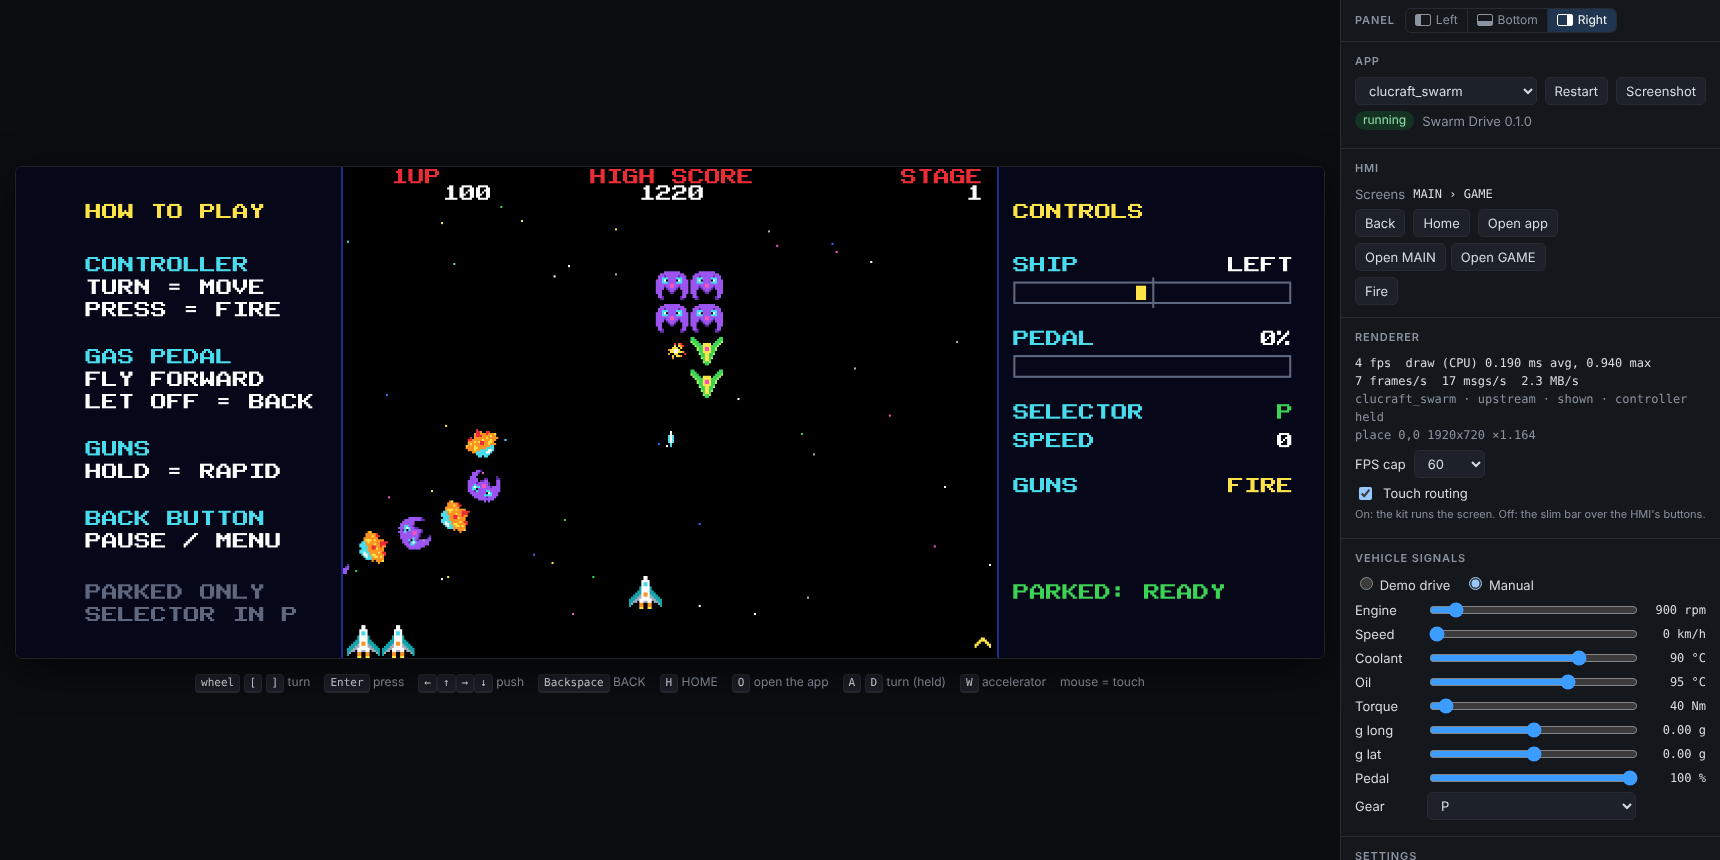 HOW TO PLAY
CONTROLLER
TURN = MOVE
PRESS = FIRE
GAS PEDAL
FLY FORWARD
LET OFF = BACK
GUNS
HOLD = RAPID
BACK BUTTON
PAUSE / MENU
PARKED ONLY
SELECTOR IN P
1UP HIGH SCORE STAGE
100 1220 1
CONTROLS
SHIP LEFT
PEDAL 0%
SELECTOR P
SPEED 0
GUNS FIRE
PARKED: READY
wheel [ ] turn Enter press ← ↑ → ↓ push Backspace BACK H HOME O open the app A D turn (held) W accelerator mouse = touch
PANEL Left Bottom Right
APP
clucraft_swarm Restart Screenshot
running Swarm Drive 0.1.0
HMI
Screens MAIN › GAME
Back Home Open app
Open MAIN Open GAME
Fire
RENDERER
4 fps draw (CPU) 0.190 ms avg, 0.940 max
7 frames/s 17 msgs/s 2.3 MB/s
clucraft_swarm · upstream · shown · controller
held
place 0,0 1920x720 ×1.164
FPS cap 60
Touch routing
On: the kit runs the screen. Off: the slim bar over the HMI's buttons.
VEHICLE SIGNALS
Demo drive Manual
Engine 900 rpm
Speed 0 km/h
Coolant 90 °C
Oil 95 °C
Torque 40 Nm
g long 0.00 g
g lat 0.00 g
Pedal 100 %
Gear P
SETTINGS